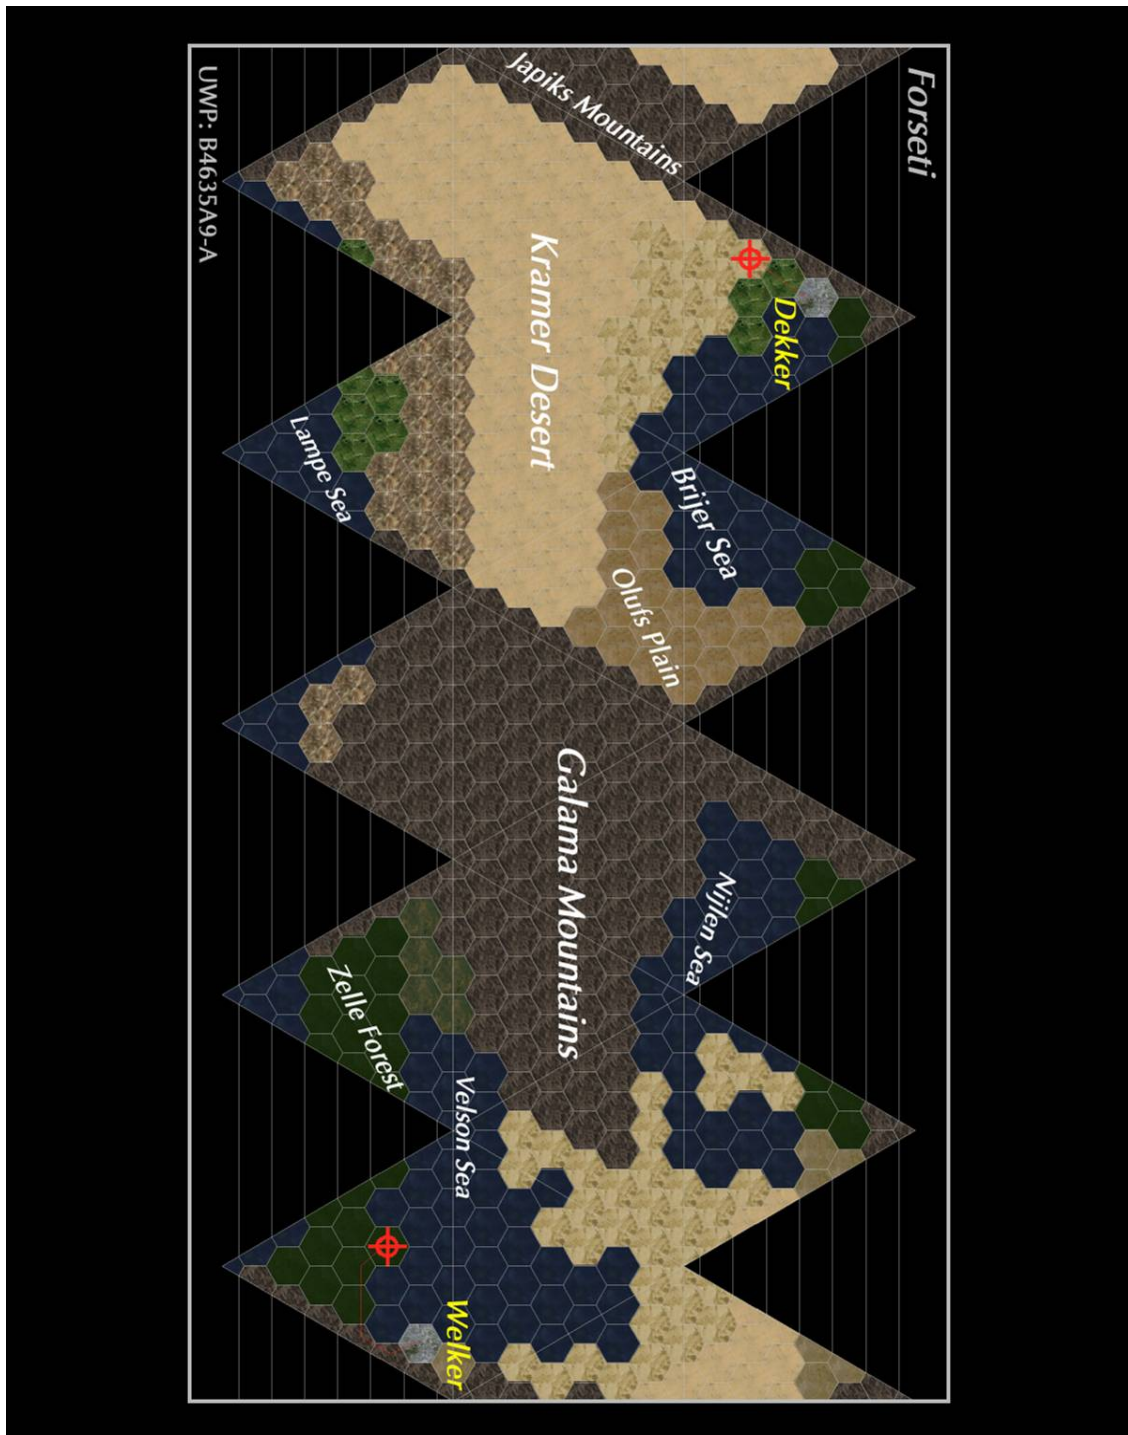 Forseti
Japiks Mountains
Dekker
Kramer Desert
Brijer Sea
Lampe Sea
Olufs Plain
Galama Mountains
Nijlen Sea
Zelle Forest
Velson Sea
Welker
UWP: B4635A9-A